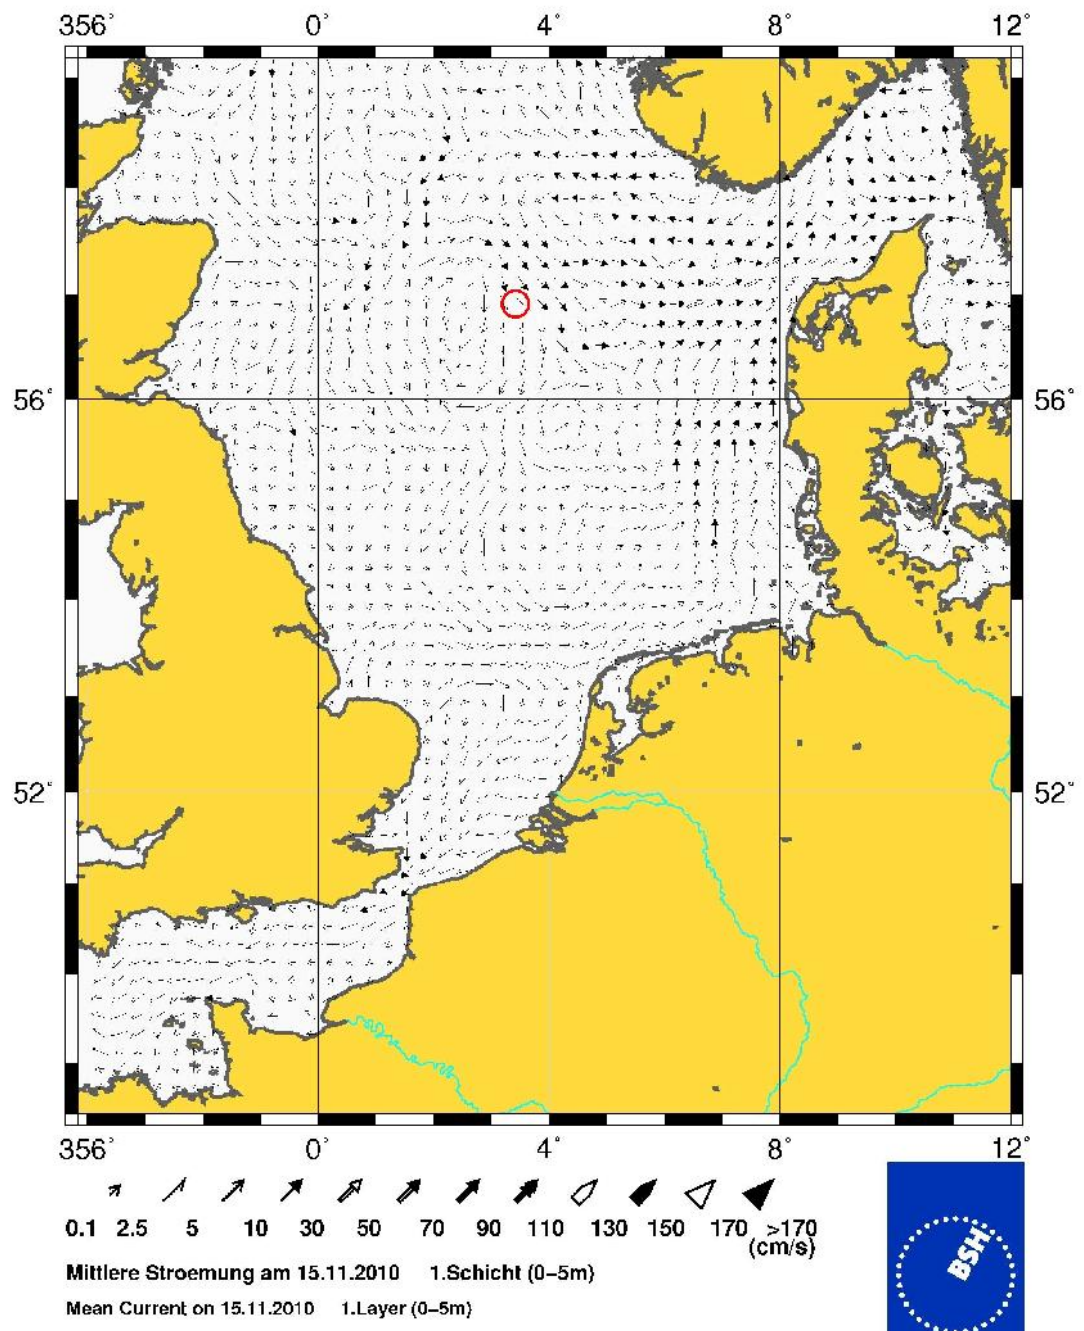 356° 0° 4° 8° 12°
56° 56°
52° 52°
356° 0° 4° 8° 12°
0.1 2.5 5 10 30 50 70 90 110 130 150 170 >170
(cm/s)
Mittlere Stroemung am 15.11.2010 1.Schicht (0-5m)
Mean Current on 15.11.2010 1.Layer (0-5m)
BSH